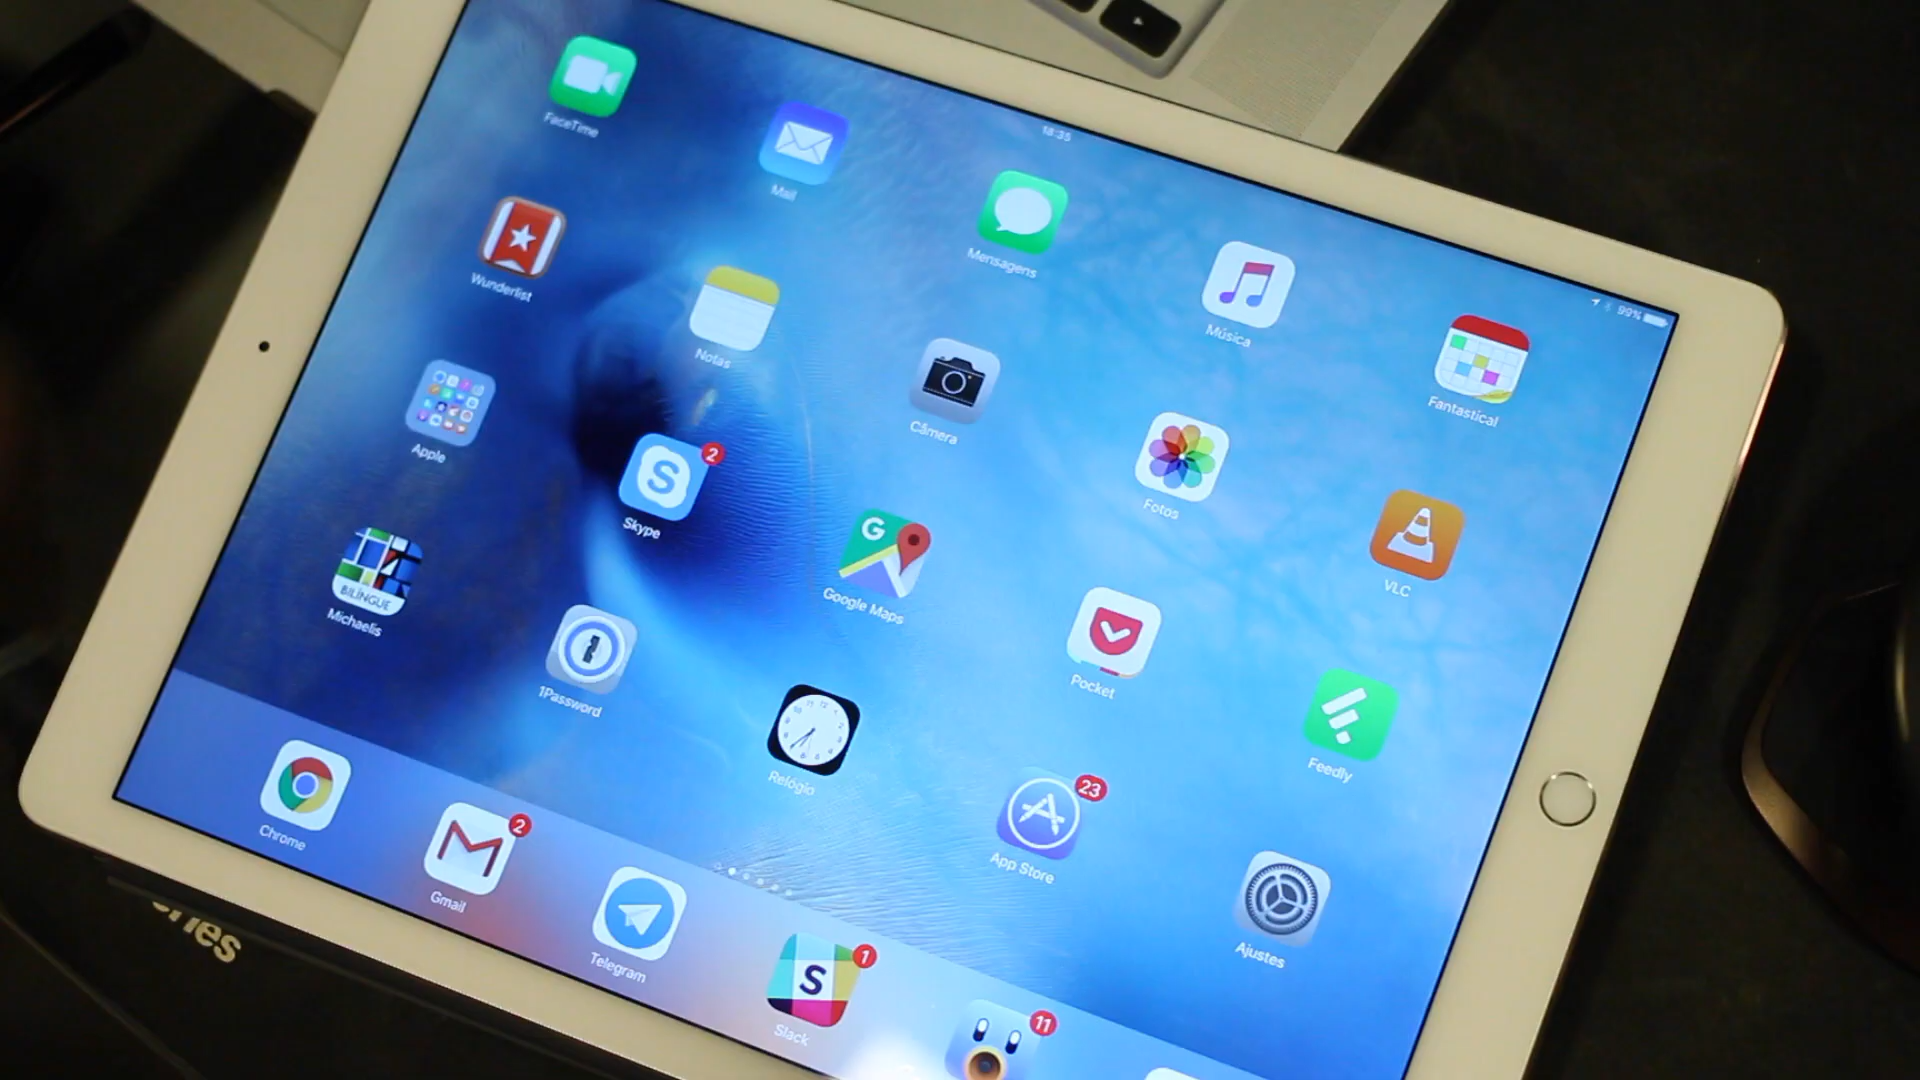 18:35
99%
FaceTime
Mail
Mensagens
Música
Fantastical
Wunderlist
Notas
Câmera
Fotos
VLC
Apple
Skype
2
G
Google Maps
Pocket
Feedly
BILÍNGUE
Michaelis
1Password
Relógio
App Store
23
Ajustes
Chrome
Gmail
2
Telegram
S
Slack
1
11